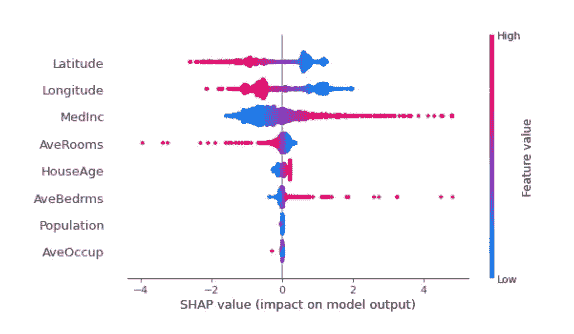 High
Latitude
Longitude
MedInc
AveRooms
HouseAge
AveBedrms
Population
AveOccup
Feature value
Low
−4 −2 0 2 4
SHAP value (impact on model output)